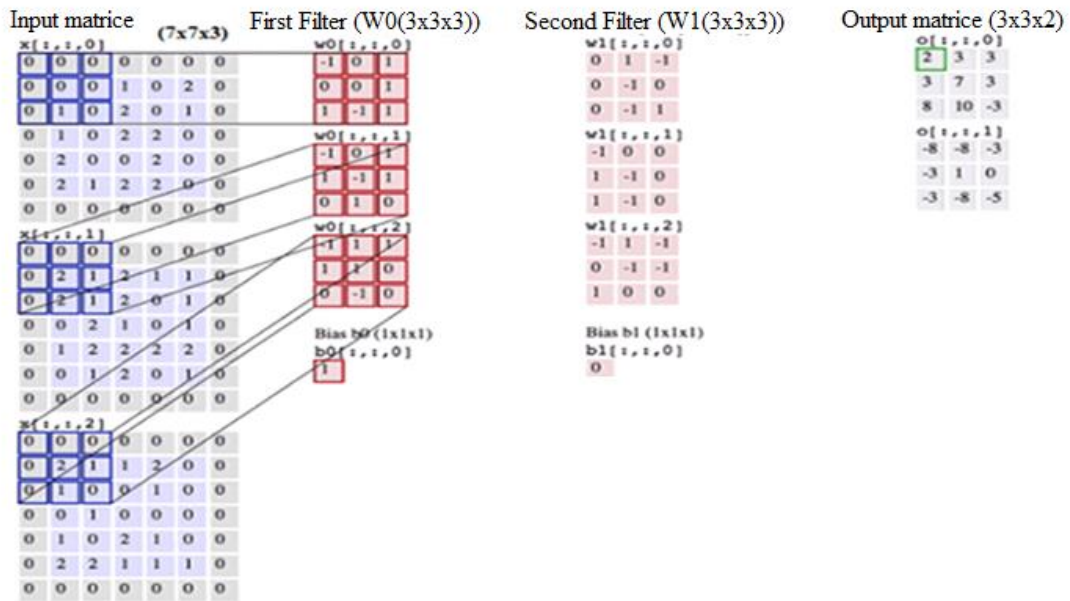 Input matrice
(7x7x3)
x[:,:,0]
0 0 0 0 0 0 0
0 0 0 1 0 2 0
0 1 0 2 0 1 0
0 1 0 2 2 0 0
0 2 0 0 2 0 0
0 2 1 2 2 0 0
0 0 0 0 0 0 0
x[:,:,1]
0 0 0 0 0 0 0
0 2 1 2 1 1 0
0 2 1 2 0 1 0
0 0 2 1 0 1 0
0 1 2 2 2 2 0
0 0 1 2 0 1 0
0 0 0 0 0 0 0
x[:,:,2]
0 0 0 0 0 0 0
0 2 1 1 2 0 0
0 1 0 0 1 0 0
0 0 1 0 0 0 0
0 1 0 2 1 0 0
0 2 2 1 1 1 0
0 0 0 0 0 0 0
First Filter (W0(3x3x3))
w0[:,:,0]
-1 0 1
0 0 1
1 -1 1
w0[:,:,1]
-1 0 1
1 -1 1
0 1 0
w0[:,:,2]
-1 1 1
1 1 0
0 -1 0
Bias b0 (1x1x1)
b0[:,:,0]
1
Second Filter (W1(3x3x3))
w1[:,:,0]
0 1 -1
0 -1 0
0 -1 1
w1[:,:,1]
-1 0 0
1 -1 0
1 -1 0
w1[:,:,2]
-1 1 -1
0 -1 -1
1 0 0
Bias b1 (1x1x1)
b1[:,:,0]
0
Output matrice (3x3x2)
o[:,:,0]
2 3 3
3 7 3
8 10 -3
o[:,:,1]
-8 -8 -3
-3 1 0
-3 -8 -5